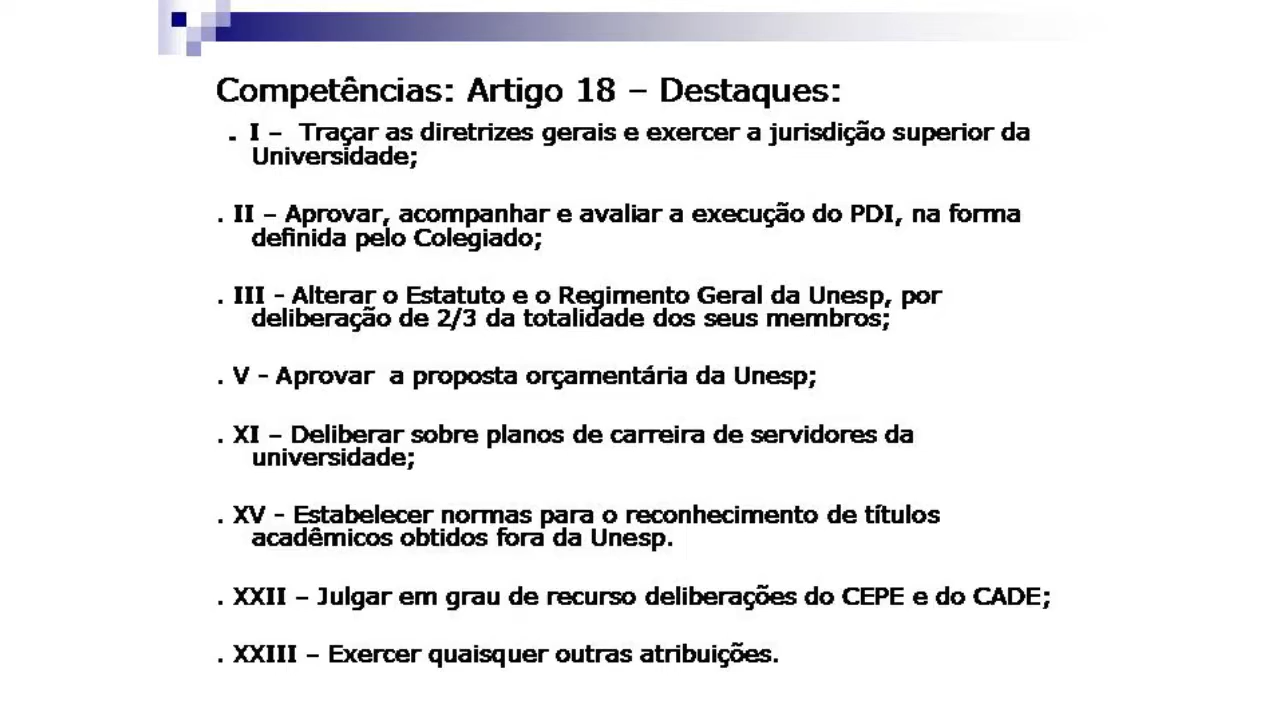 Competências: Artigo 18 – Destaques:
. I – Traçar as diretrizes gerais e exercer a jurisdição superior da
Universidade;
. II – Aprovar, acompanhar e avaliar a execução do PDI, na forma
definida pelo Colegiado;
. III - Alterar o Estatuto e o Regimento Geral da Unesp, por
deliberação de 2/3 da totalidade dos seus membros;
. V - Aprovar a proposta orçamentária da Unesp;
. XI – Deliberar sobre planos de carreira de servidores da
universidade;
. XV - Estabelecer normas para o reconhecimento de títulos
acadêmicos obtidos fora da Unesp.
. XXII – Julgar em grau de recurso deliberações do CEPE e do CADE;
. XXIII – Exercer quaisquer outras atribuições.